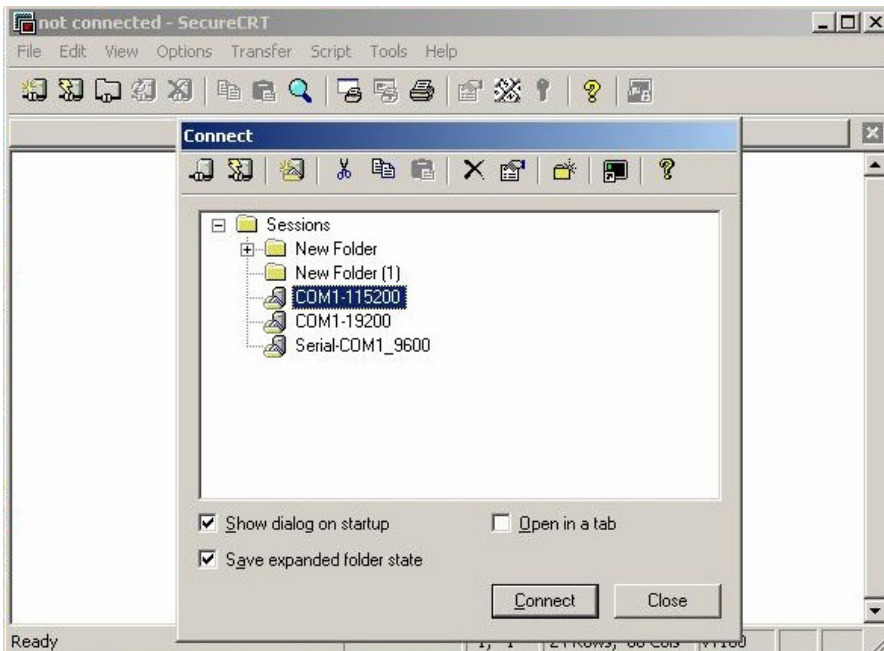 not connected - SecureCRT
File Edit View Options Transfer Script Tools Help
Connect
Sessions
New Folder
New Folder (1)
COM1-115200
COM1-19200
Serial-COM1_9600
Show dialog on startup
Open in a tab
Save expanded folder state
Connect
Close
Ready